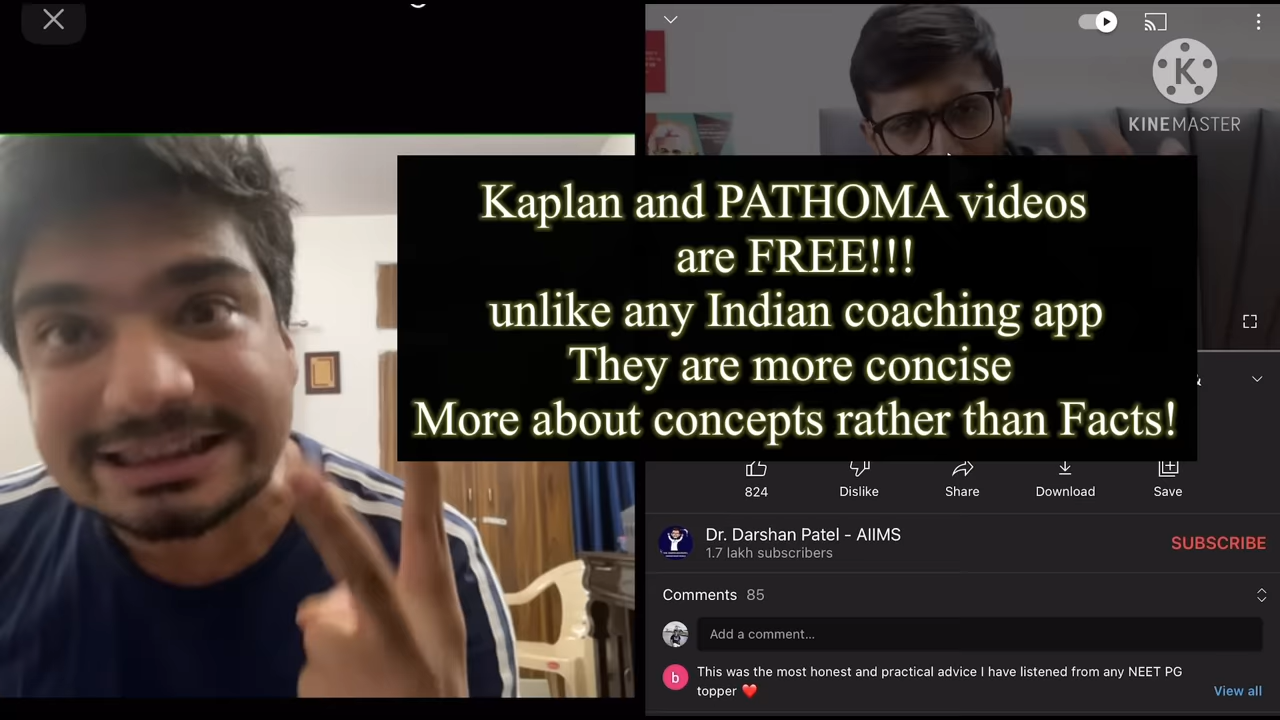 K
KINEMASTER
Kaplan and PATHOMA videos
are FREE!!!
unlike any Indian coaching app
They are more concise
More about concepts rather than Facts!
824
Dislike
Share
Download
Save
Dr. Darshan Patel - AIIMS
1.7 lakh subscribers
SUBSCRIBE
Comments 85
Add a comment...
b
This was the most honest and practical advice I have listened from any NEET PG
topper ❤️
View all